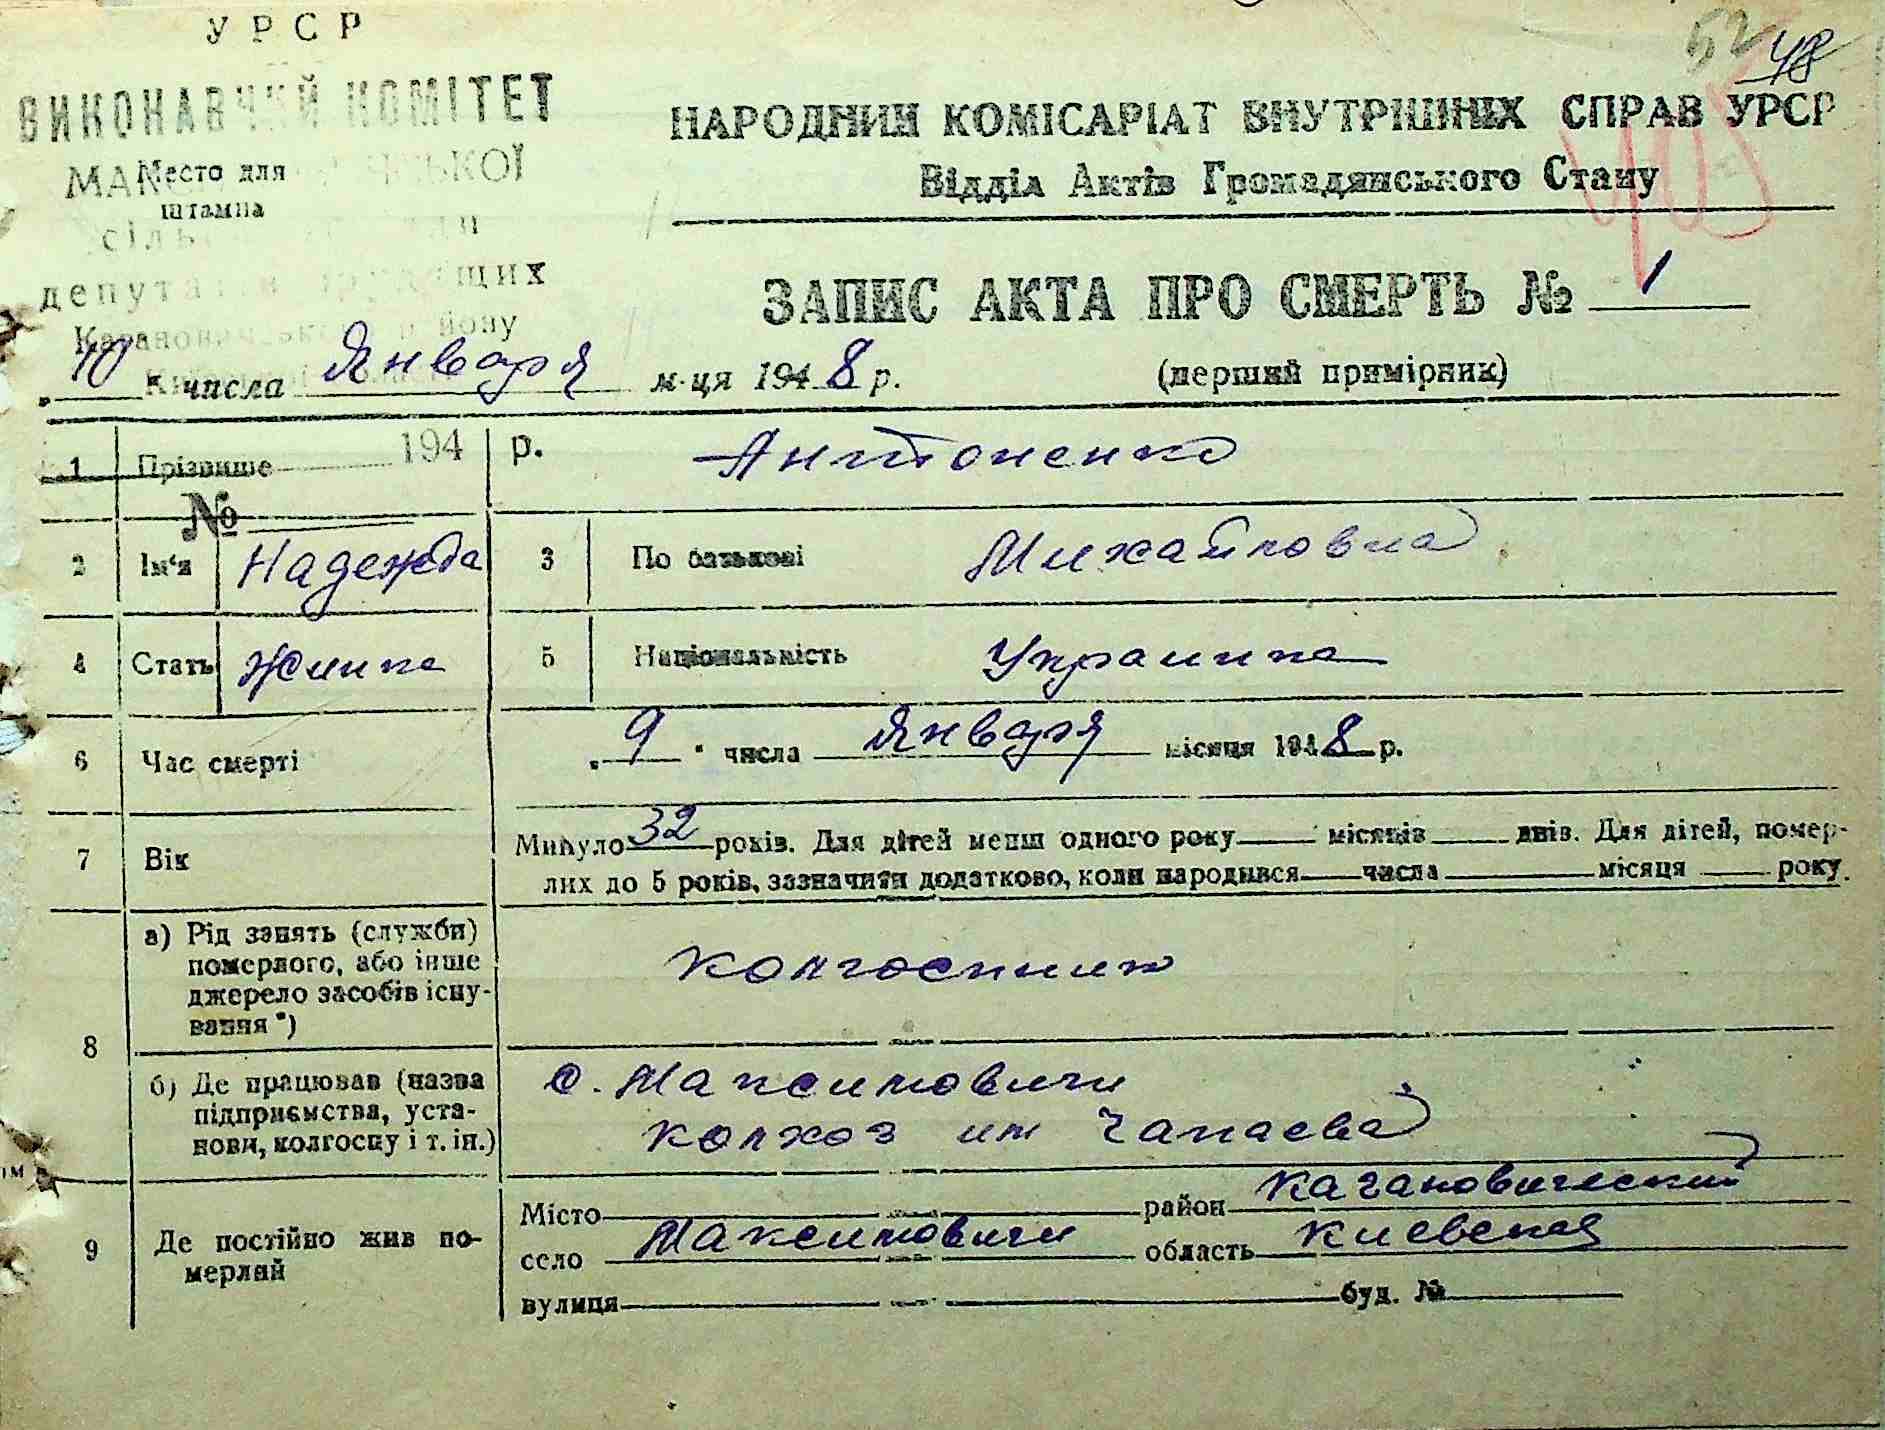 УРСР
52 48
ВИКОНАВЧИЙ КОМІТЕТ
НАРОДНИЙ КОМІСАРІАТ ВНУТРІШНІХ СПРАВ УРСР
Место для
штампа
Відділ Актів Громадянського Стану
депутатів трудящих
Кагановичського району
ЗАПИС АКТА ПРО СМЕРТЬ № 1
„10" числа Января м-ця 1948 р.
(перший примірник)
1 Прізвище 194 р. Антоненко
№
2 Ім'я Надежда 3 По батькові Михайловна
4 Стать Жінка 5 Національність Украинка
6 Час смерті „9" числа Января місяця 1948 р.
7 Вік Минуло 32 років. Для дітей менш одного року місяців днів. Для дітей, помер-
лих до 5 років, зазначити додатково, коли народився числа місяця року.
8 а) Рід занять (служби)
померлого, або інше
джерело засобів існу-
вання *)
колгоспник
б) Де працював (назва
підприємства, уста-
нови, колгоспу і т. ін.)
с. Максимовичи
колхоз им Чапаева
9 Де постійно жив по-
мерлий
Місто район Кагановический
село Максимовичи область Киевская
вулиця буд. №